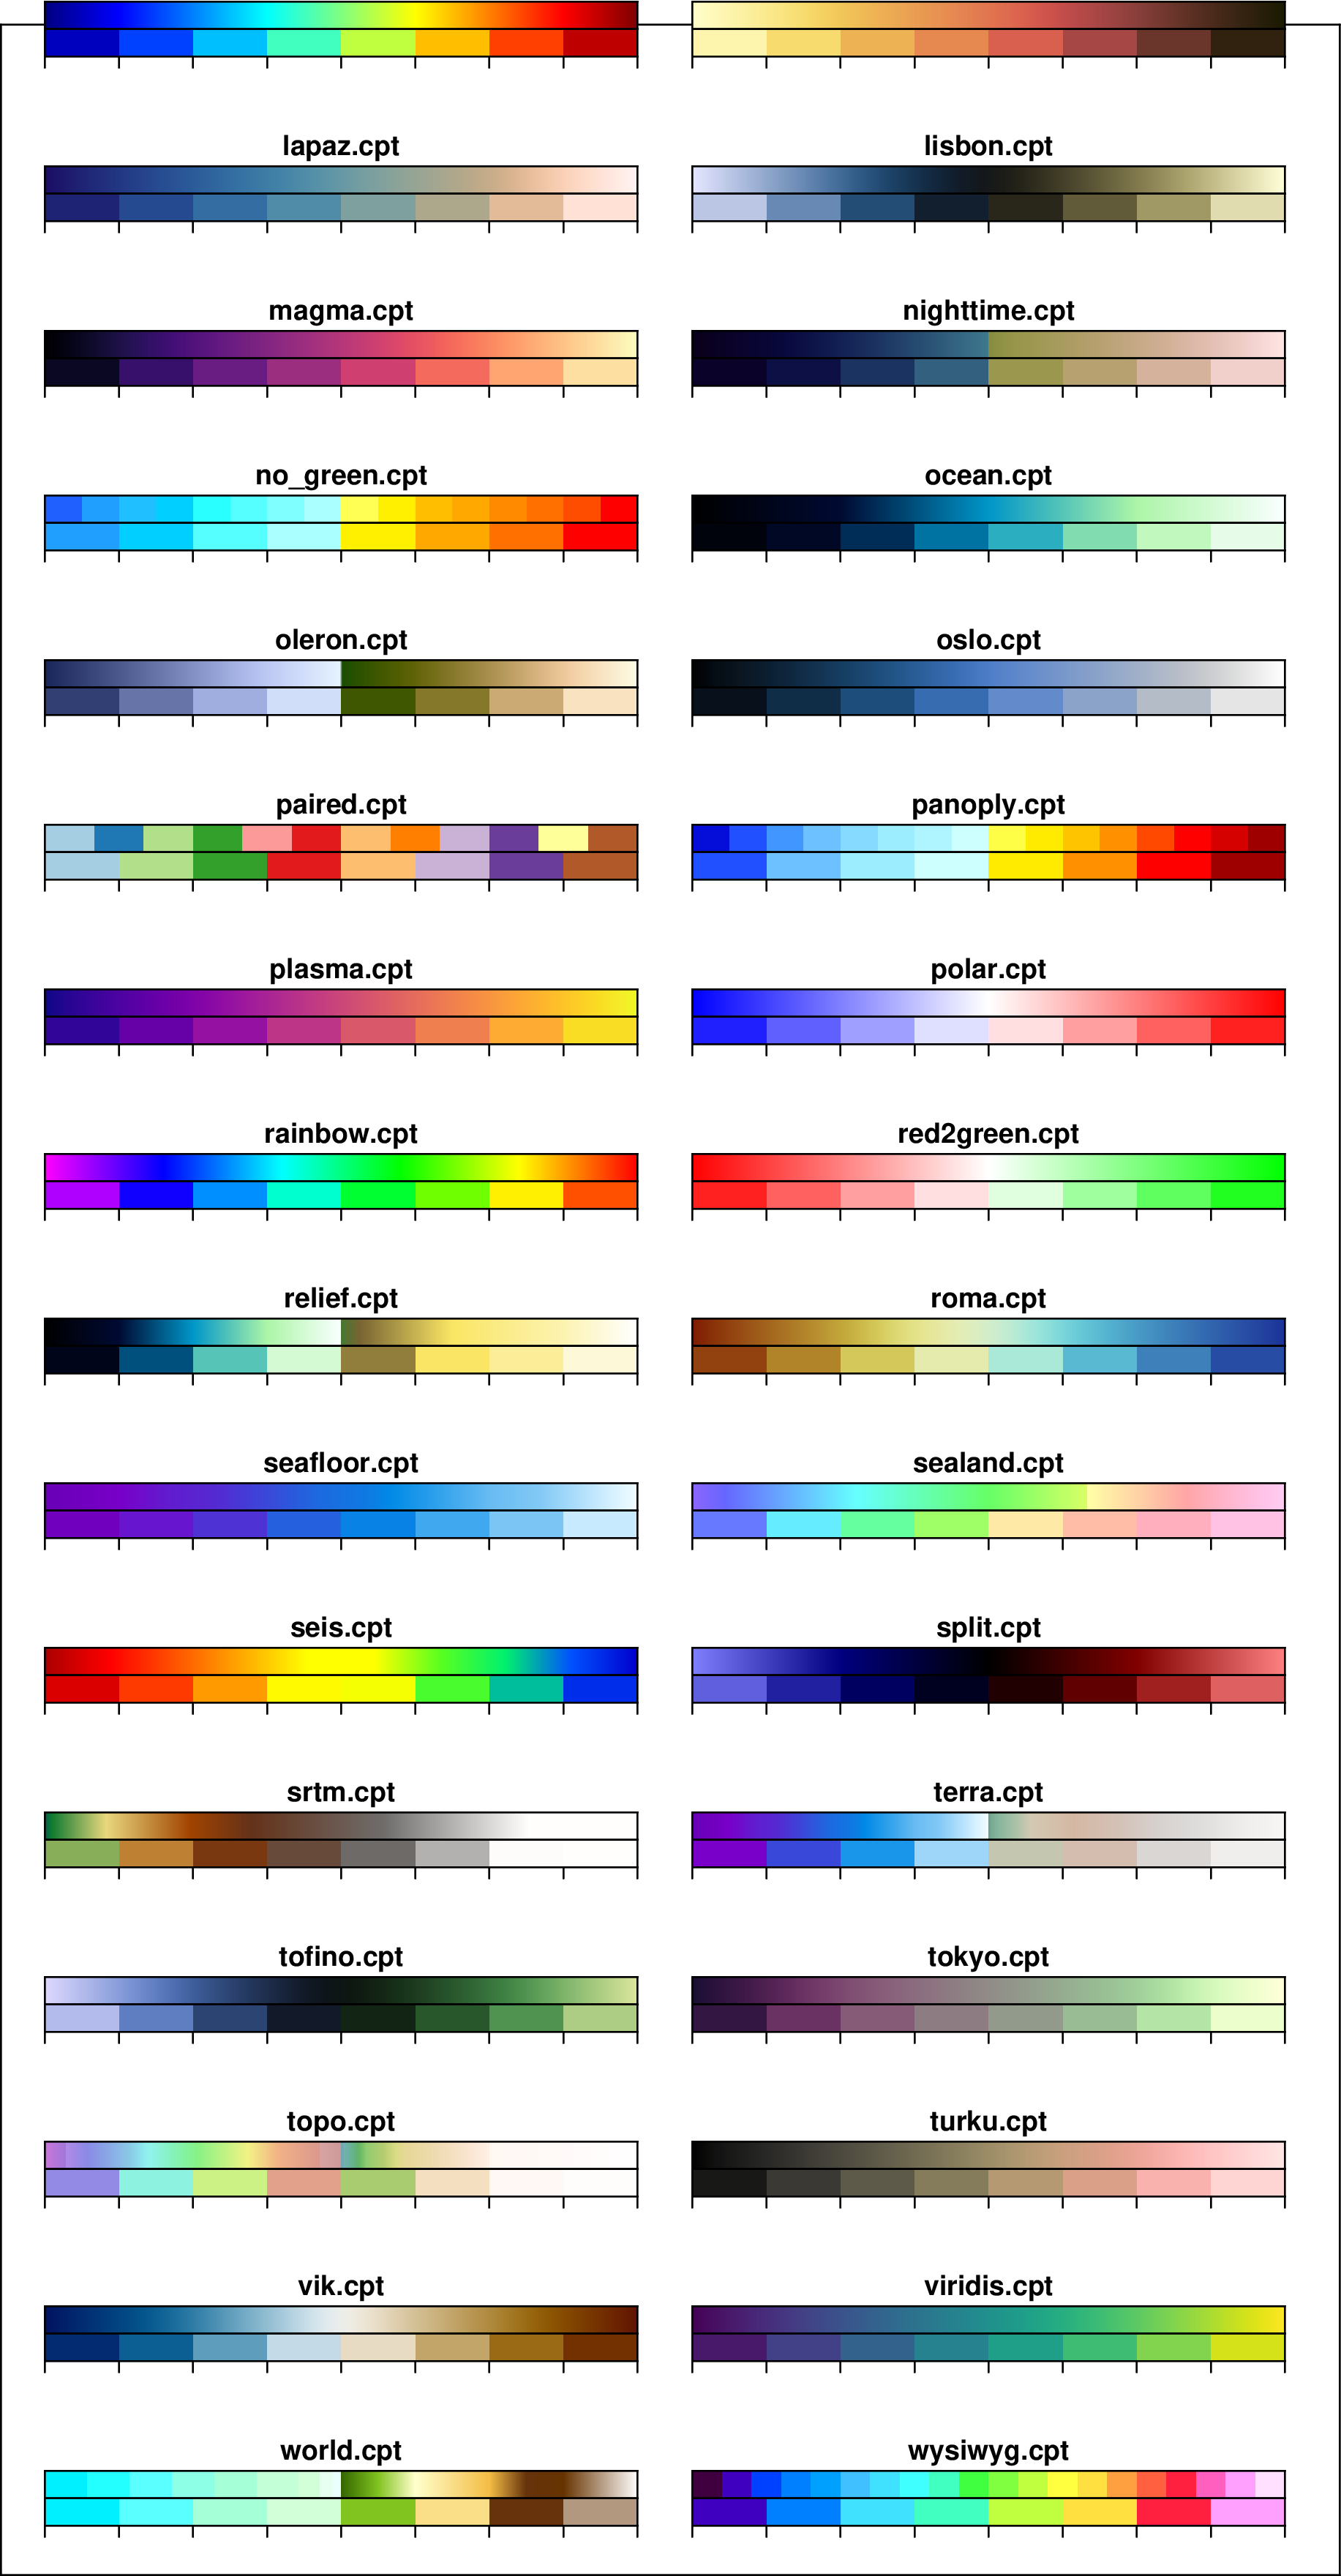 lapaz.cpt
lisbon.cpt
magma.cpt
nighttime.cpt
no_green.cpt
ocean.cpt
oleron.cpt
oslo.cpt
paired.cpt
panoply.cpt
plasma.cpt
polar.cpt
rainbow.cpt
red2green.cpt
relief.cpt
roma.cpt
seafloor.cpt
sealand.cpt
seis.cpt
split.cpt
srtm.cpt
terra.cpt
tofino.cpt
tokyo.cpt
topo.cpt
turku.cpt
vik.cpt
viridis.cpt
world.cpt
wysiwyg.cpt